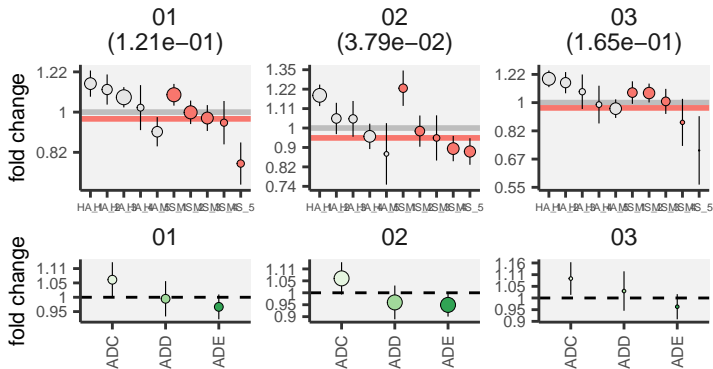 01
(1.21e−01)
02
(3.79e−02)
03
(1.65e−01)
fold change
1.22
1
0.82
1.35
1.22
1.11
1
0.9
0.82
0.74
1.22
1
0.82
0.67
0.55
01
02
03
fold change
1.11
1.05
1
0.95
1.11
1.05
1
0.95
0.9
1.16
1.11
1.05
1
0.95
0.9
ADC
ADD
ADE
ADC
ADD
ADE
ADC
ADD
ADE